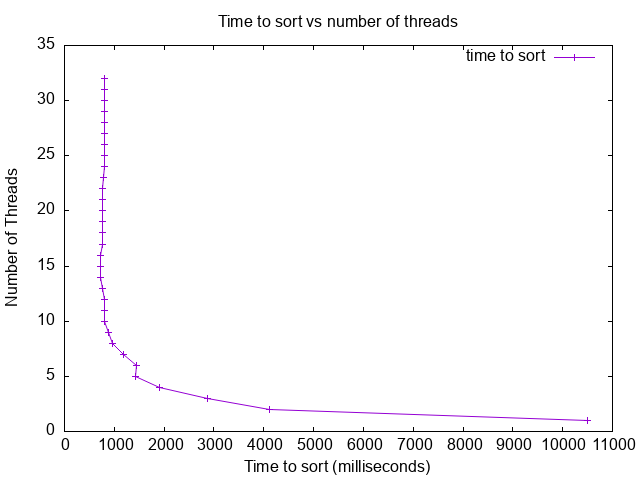 Time to sort vs number of threads
time to sort
35
30
25
20
15
10
5
0
Number of Threads
0 1000 2000 3000 4000 5000 6000 7000 8000 9000 10000 11000
Time to sort (milliseconds)